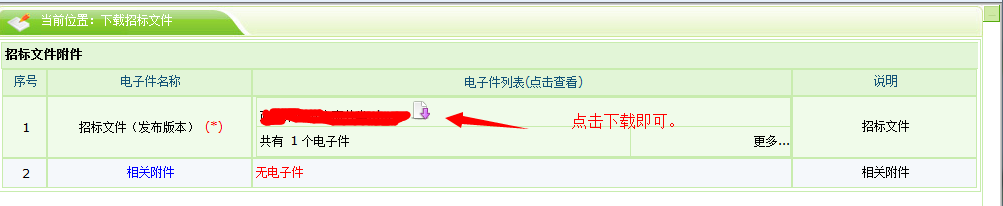 当前位置：下载招标文件
招标文件附件
序号 电子件名称 电子件列表(点击查看) 说明
1 招标文件（发布版本）(*) 点击下载即可。 招标文件
共有 1 个电子件 更多...
2 相关附件 无电子件 相关附件